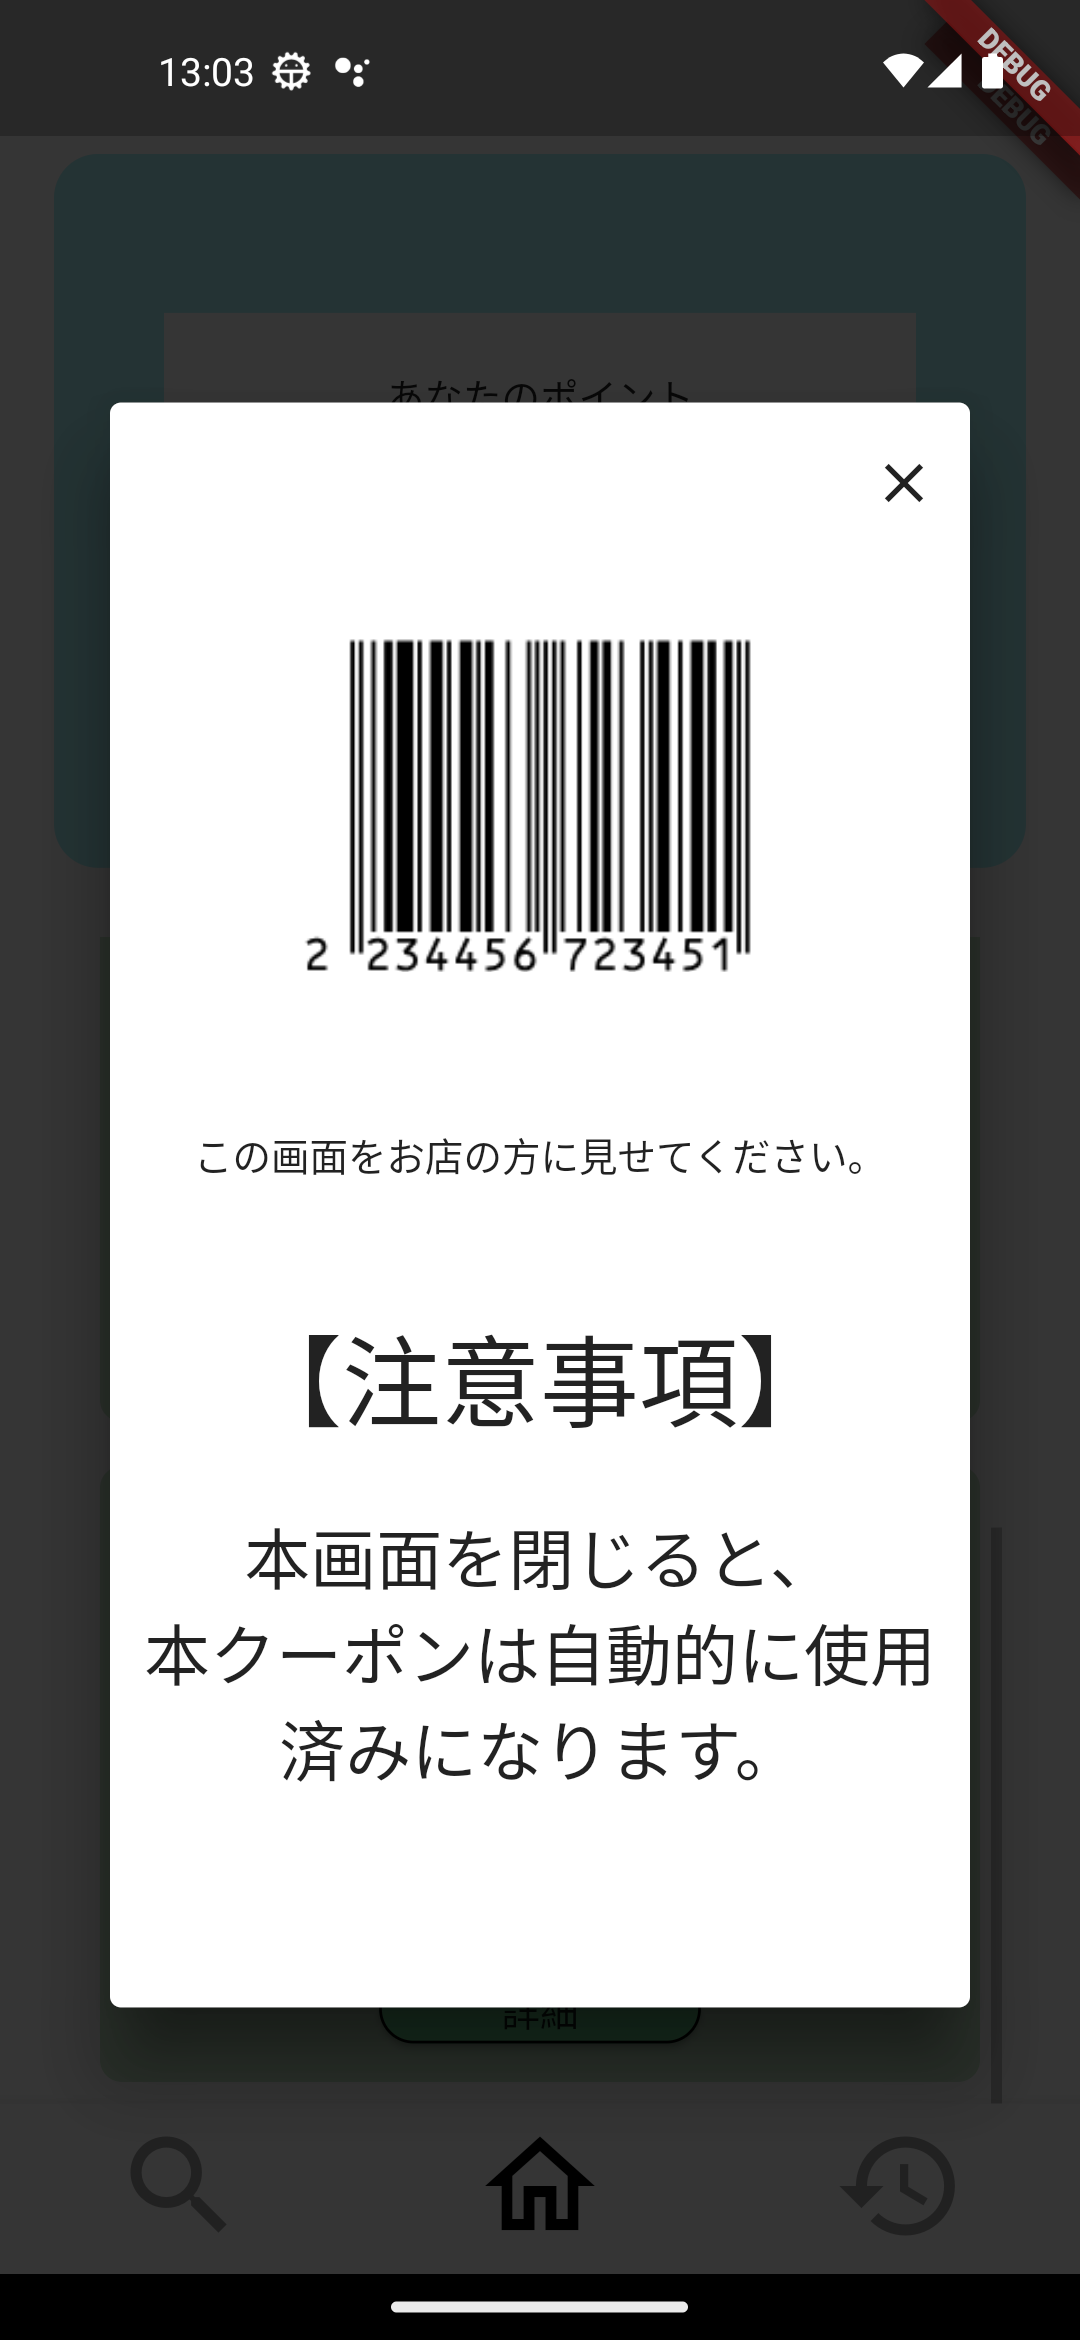 13:03
DEBUG
あなたのポイント
2 234456 723451
この画面をお店の方に見せてください。
【注意事項】
本画面を閉じると、
本クーポンは自動的に使用
済みになります。
詳細